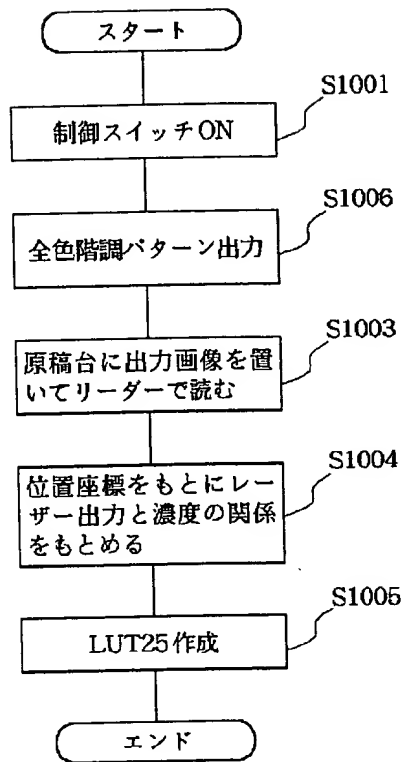 スタート
S1001
制御スイッチON
S1006
全色階調パターン出力
S1003
原稿台に出力画像を置
いてリーダーで読む
S1004
位置座標をもとにレー
ザー出力と濃度の関係
をもとめる
S1005
LUT25作成
エンド